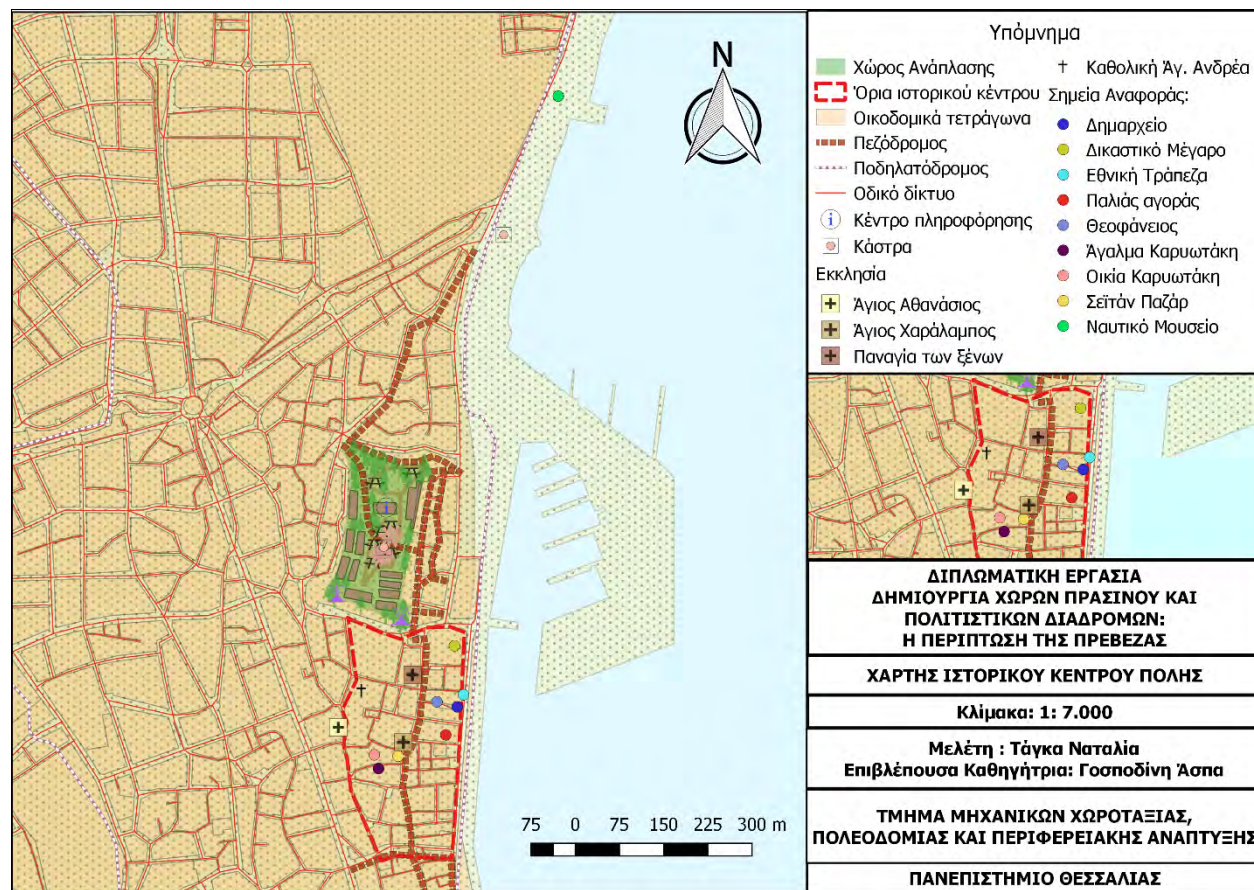 N
75 0 75 150 225 300 m
Υπόμνημα
Χώρος Ανάπλασης
Όρια ιστορικού κέντρου
Οικοδομικά τετράγωνα
Πεζόδρομος
Ποδηλατόδρομος
Οδικό δίκτυο
i Κέντρο πληροφόρησης
Κάστρα
Εκκλησία
Άγιος Αθανάσιος
Άγιος Χαράλαμπος
Παναγία των ξένων
Καθολική Άγ. Ανδρέα
Σημεία Αναφοράς:
Δημαρχείο
Δικαστικό Μέγαρο
Εθνική Τράπεζα
Παλιάς αγοράς
Θεοφάνειος
Άγαλμα Καρυωτάκη
Οικία Καρυωτάκη
Σεϊτάν Παζάρ
Ναυτικό Μουσείο
ΔΙΠΛΩΜΑΤΙΚΗ ΕΡΓΑΣΙΑ
ΔΗΜΙΟΥΡΓΙΑ ΧΩΡΩΝ ΠΡΑΣΙΝΟΥ ΚΑΙ
ΠΟΛΙΤΙΣΤΙΚΩΝ ΔΙΑΔΡΟΜΩΝ:
Η ΠΕΡΙΠΤΩΣΗ ΤΗΣ ΠΡΕΒΕΖΑΣ
ΧΑΡΤΗΣ ΙΣΤΟΡΙΚΟΥ ΚΕΝΤΡΟΥ ΠΟΛΗΣ
Κλίμακα: 1: 7.000
Μελέτη : Τάγκα Ναταλία
Επιβλέπουσα Καθηγήτρια: Γοσποδίνη Άσπα
ΤΜΗΜΑ ΜΗΧΑΝΙΚΩΝ ΧΩΡΟΤΑΞΙΑΣ,
ΠΟΛΕΟΔΟΜΙΑΣ ΚΑΙ ΠΕΡΙΦΕΡΕΙΑΚΗΣ ΑΝΑΠΤΥΞΗΣ
ΠΑΝΕΠΙΣΤΗΜΙΟ ΘΕΣΣΑΛΙΑΣ